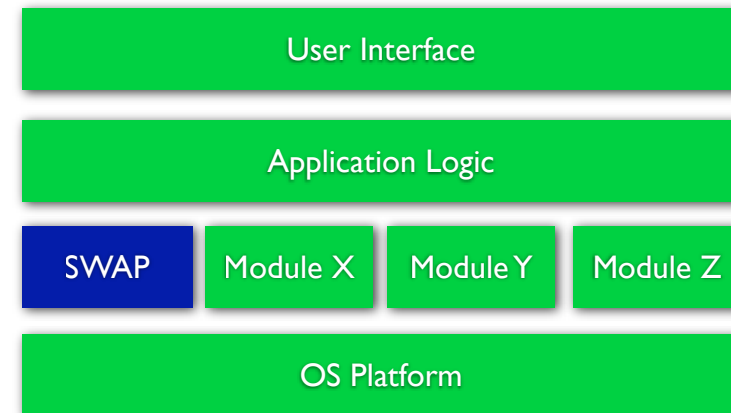 User Interface
Application Logic
SWAP
Module X
Module Y
Module Z
OS Platform